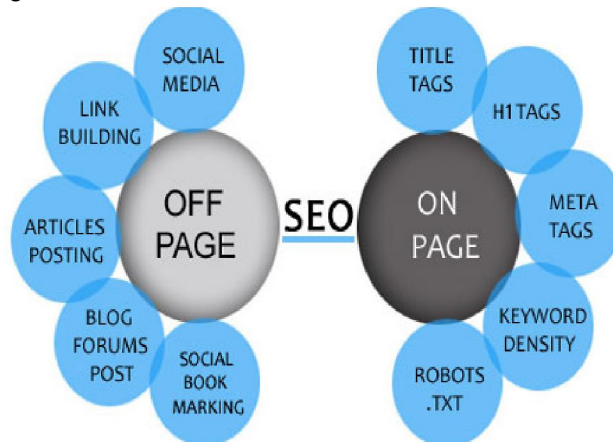 SOCIAL
MEDIA
LINK
BUILDING
ARTICLES
POSTING
BLOG
FORUMS
POST
SOCIAL
BOOK
MARKING
OFF
PAGE
SEO
ON
PAGE
TITLE
TAGS
H1 TAGS
META
TAGS
KEYWORD
DENSITY
ROBOTS
.TXT